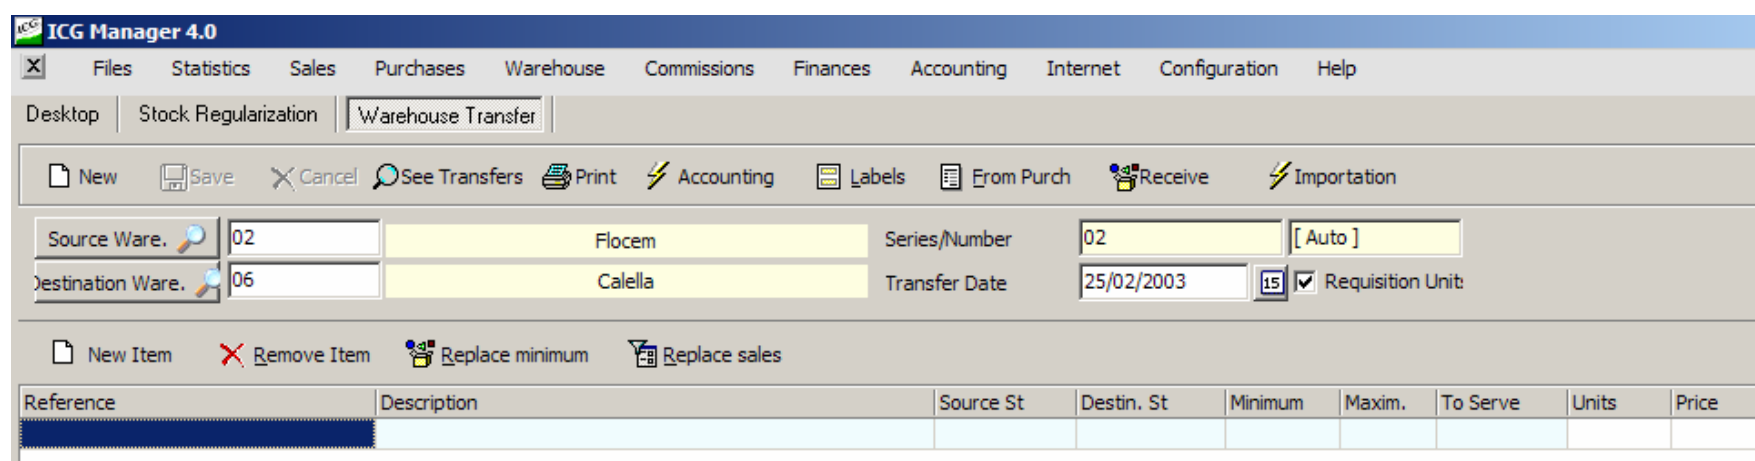 ICG ICG Manager 4.0
X Files Statistics Sales Purchases Warehouse Commissions Finances Accounting Internet Configuration Help
Desktop Stock Regularization Warehouse Transfer
New Save Cancel See Transfers Print Accounting Labels From Purch Receive Importation
Source Ware. 02 Flocem Series/Number 02 [ Auto ]
Destination Ware. 06 Calella Transfer Date 25/02/2003 15 Requisition Unit
New Item Remove Item Replace minimum Replace sales
Reference Description Source St Destin. St Minimum Maxim. To Serve Units Price